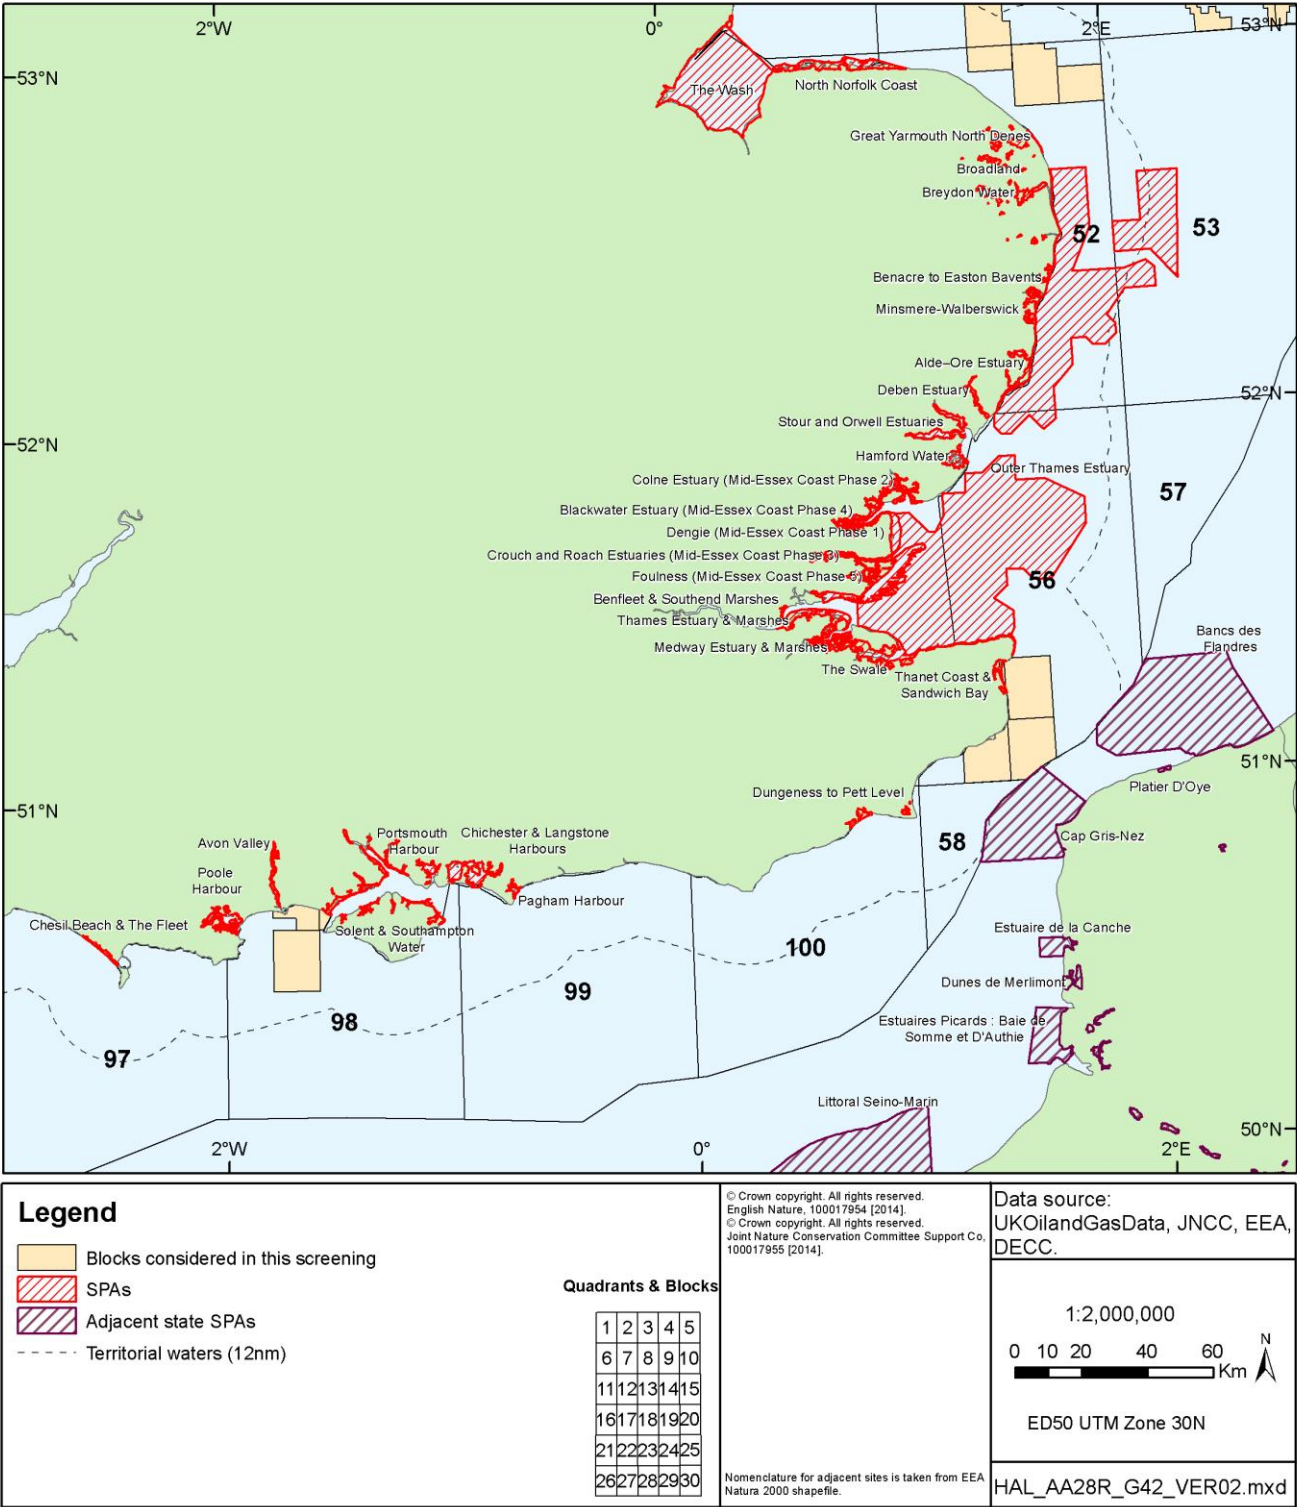 2°W
0°
2°E
53°N
53°N
The Wash
North Norfolk Coast
Great Yarmouth North Denes
Broadland
Breydon Water
52
53
Benacre to Easton Bavents
Minsmere-Walberswick
Alde–Ore Estuary
Deben Estuary
52°N
Stour and Orwell Estuaries
52°N
Hamford Water
Outer Thames Estuary
Colne Estuary (Mid-Essex Coast Phase 2)
57
Blackwater Estuary (Mid-Essex Coast Phase 4)
Dengie (Mid-Essex Coast Phase 1)
Crouch and Roach Estuaries (Mid-Essex Coast Phase 3)
Foulness (Mid-Essex Coast Phase 5)
56
Benfleet & Southend Marshes
Thames Estuary & Marshes
Medway Estuary & Marshes
Bancs des
Flandres
The Swale
Thanet Coast &
Sandwich Bay
51°N
Platier D'Oye
Dungeness to Pett Level
51°N
58
Cap Gris-Nez
Avon Valley
Portsmouth
Harbour
Chichester & Langstone
Harbours
Poole
Harbour
Pagham Harbour
Chesil Beach & The Fleet
Solent & Southampton
Water
Estuaire de la Canche
100
Dunes de Merlimont
99
98
Estuaires Picards : Baie de
Somme et D'Authie
97
Littoral Seino-Marin
50°N
2°W
0°
2°E
Legend
Blocks considered in this screening
SPAs
Adjacent state SPAs
Territorial waters (12nm)
Quadrants & Blocks
1 2 3 4 5
6 7 8 9 10
11 12 13 14 15
16 17 18 19 20
21 22 23 24 25
26 27 28 29 30
© Crown copyright. All rights reserved.
English Nature, 100017954 [2014].
© Crown copyright. All rights reserved.
Joint Nature Conservation Committee Support Co,
100017955 [2014].
Nomenclature for adjacent sites is taken from EEA
Natura 2000 shapefile.
Data source:
UKOilandGasData, JNCC, EEA,
DECC.
1:2,000,000
0 10 20 40 60
Km
N
ED50 UTM Zone 30N
HAL_AA28R_G42_VER02.mxd